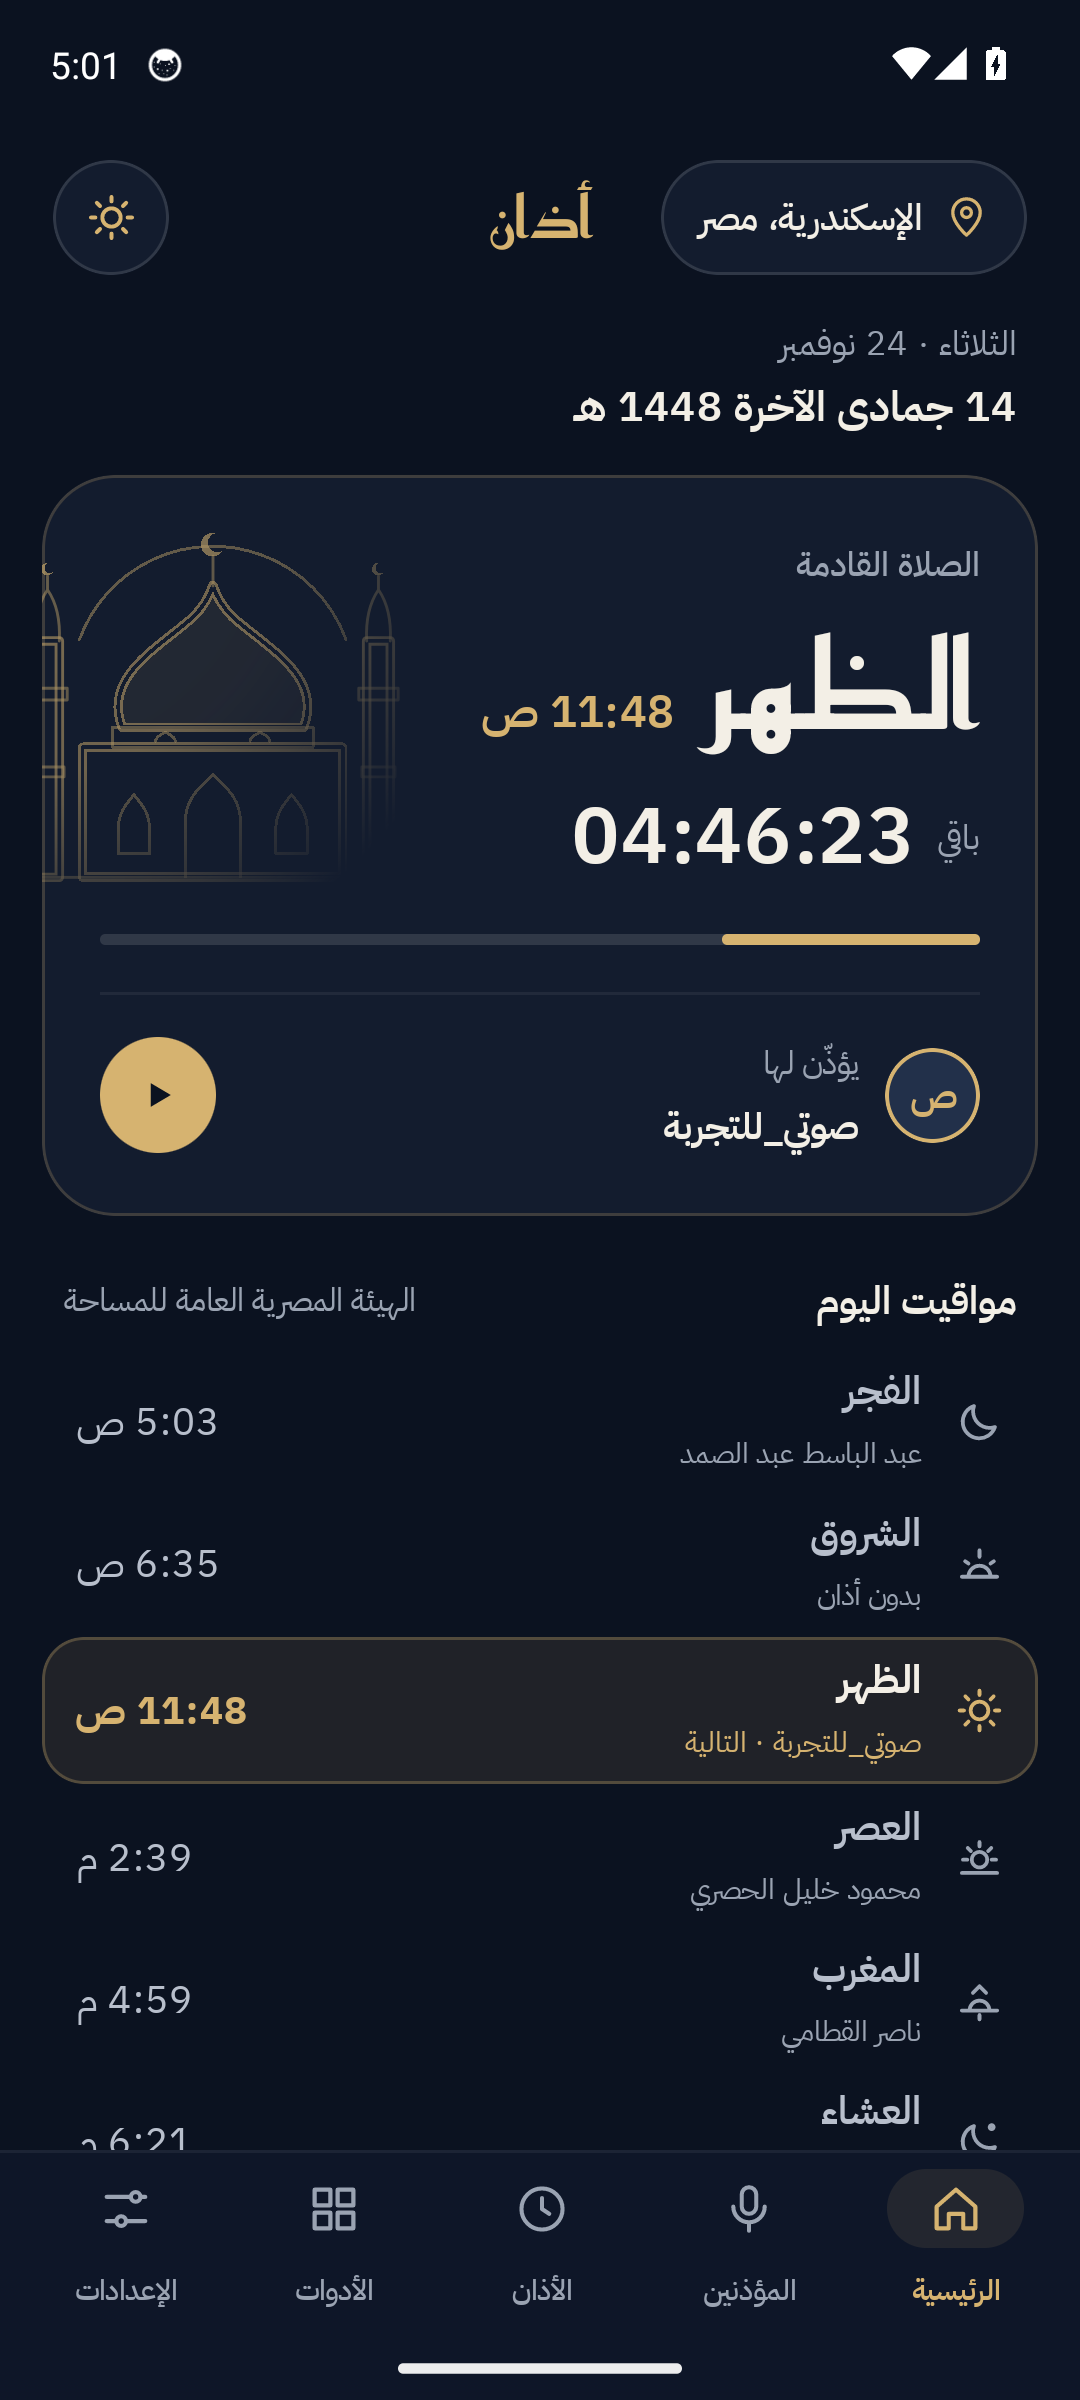 5:01
الإسكندرية، مصر
أذان
الثلاثاء · 24 نوفمبر
14 جمادى الآخرة 1448 هـ
الصلاة القادمة
الظهر 11:48 ص
باقي 04:46:23
ص
يؤذّن لها
صوتي_للتجربة
مواقيت اليوم
الهيئة المصرية العامة للمساحة
الفجر
عبد الباسط عبد الصمد
5:03 ص
الشروق
بدون أذان
6:35 ص
الظهر
صوتي_للتجربة · التالية
11:48 ص
العصر
محمود خليل الحصري
2:39 م
المغرب
ناصر القطامي
4:59 م
العشاء
6:21 م
الرئيسية
المؤذنين
الأذان
الأدوات
الإعدادات